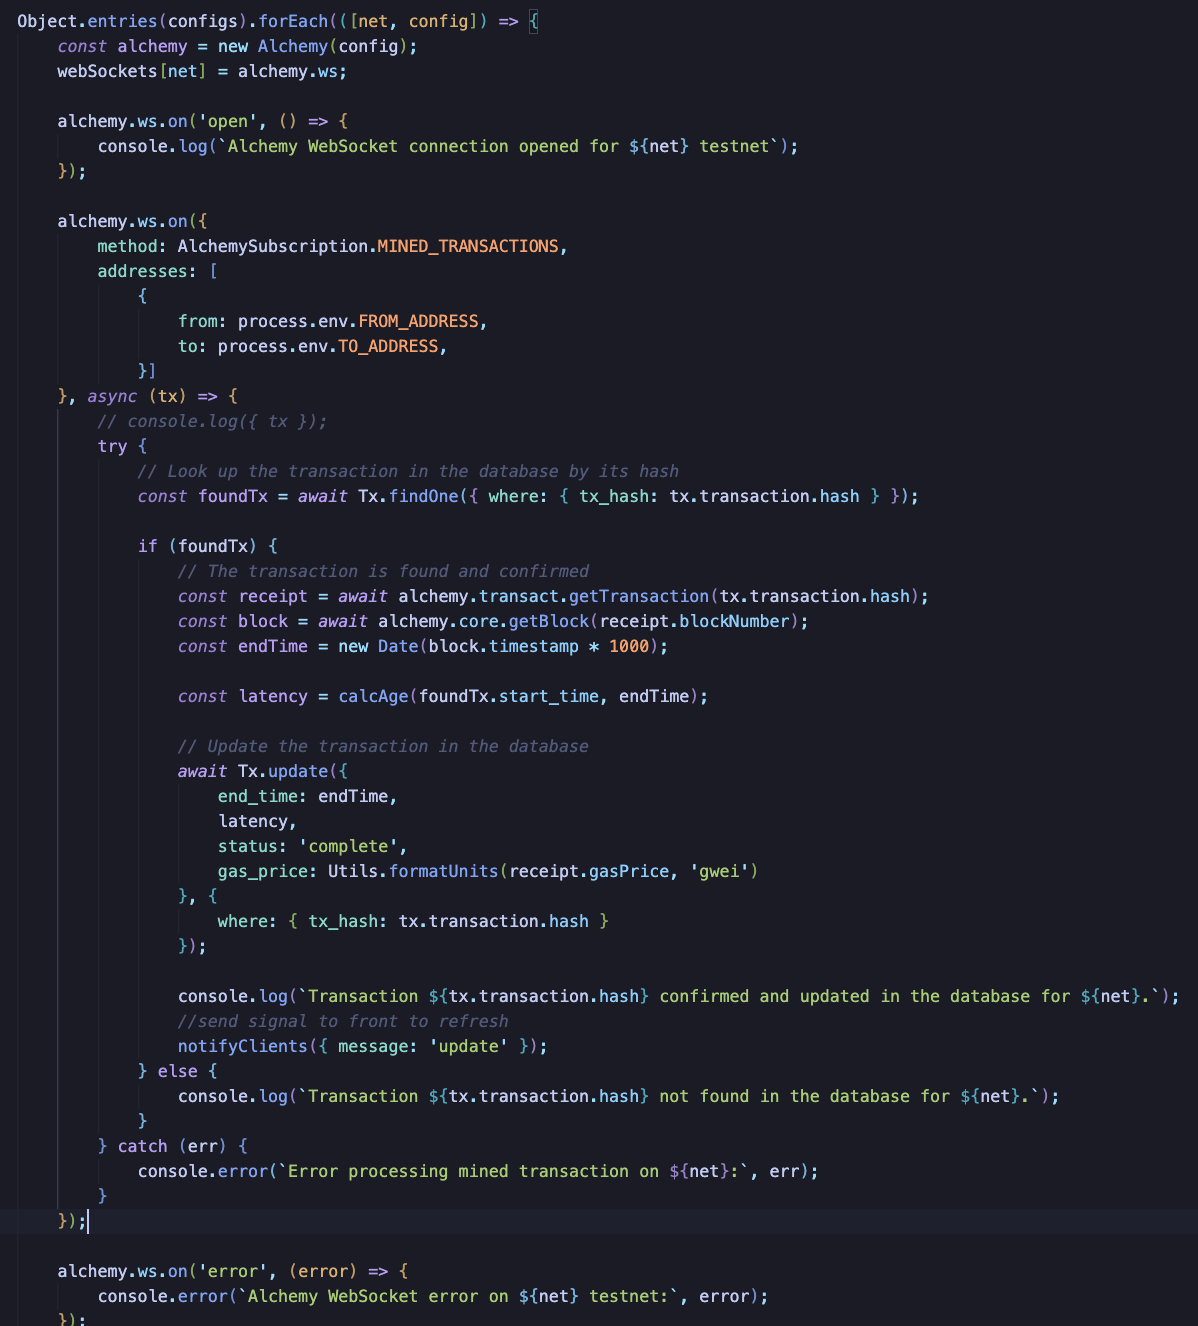 Object.entries(configs).forEach(([net, config]) => {
    const alchemy = new Alchemy(config);
    webSockets[net] = alchemy.ws;

    alchemy.ws.on('open', () => {
        console.log(`Alchemy WebSocket connection opened for ${net} testnet`);
    });

    alchemy.ws.on({
        method: AlchemySubscription.MINED_TRANSACTIONS,
        addresses: [
            {
                from: process.env.FROM_ADDRESS,
                to: process.env.TO_ADDRESS,
            }]
    }, async (tx) => {
        // console.log({ tx });
        try {
            // Look up the transaction in the database by its hash
            const foundTx = await Tx.findOne({ where: { tx_hash: tx.transaction.hash } });

            if (foundTx) {
                // The transaction is found and confirmed
                const receipt = await alchemy.transact.getTransaction(tx.transaction.hash);
                const block = await alchemy.core.getBlock(receipt.blockNumber);
                const endTime = new Date(block.timestamp * 1000);

                const latency = calcAge(foundTx.start_time, endTime);

                // Update the transaction in the database
                await Tx.update({
                    end_time: endTime,
                    latency,
                    status: 'complete',
                    gas_price: Utils.formatUnits(receipt.gasPrice, 'gwei')
                }, {
                    where: { tx_hash: tx.transaction.hash }
                });

                console.log(`Transaction ${tx.transaction.hash} confirmed and updated in the database for ${net}.`);
                //send signal to front to refresh
                notifyClients({ message: 'update' });
            } else {
                console.log(`Transaction ${tx.transaction.hash} not found in the database for ${net}.`);
            }
        } catch (err) {
            console.error(`Error processing mined transaction on ${net}:`, err);
        }
    });

    alchemy.ws.on('error', (error) => {
        console.error(`Alchemy WebSocket error on ${net} testnet:`, error);
    });